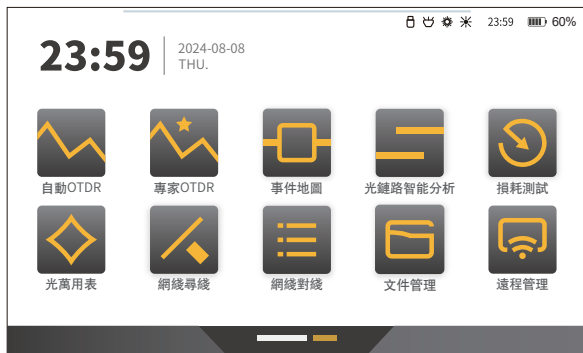 23:59 60%
23:59
2024-08-08
THU.
自動OTDR 專家OTDR 事件地圖 光鏈路智能分析 損耗測試
光萬用表 網綫尋綫 網綫對綫 文件管理 遠程管理